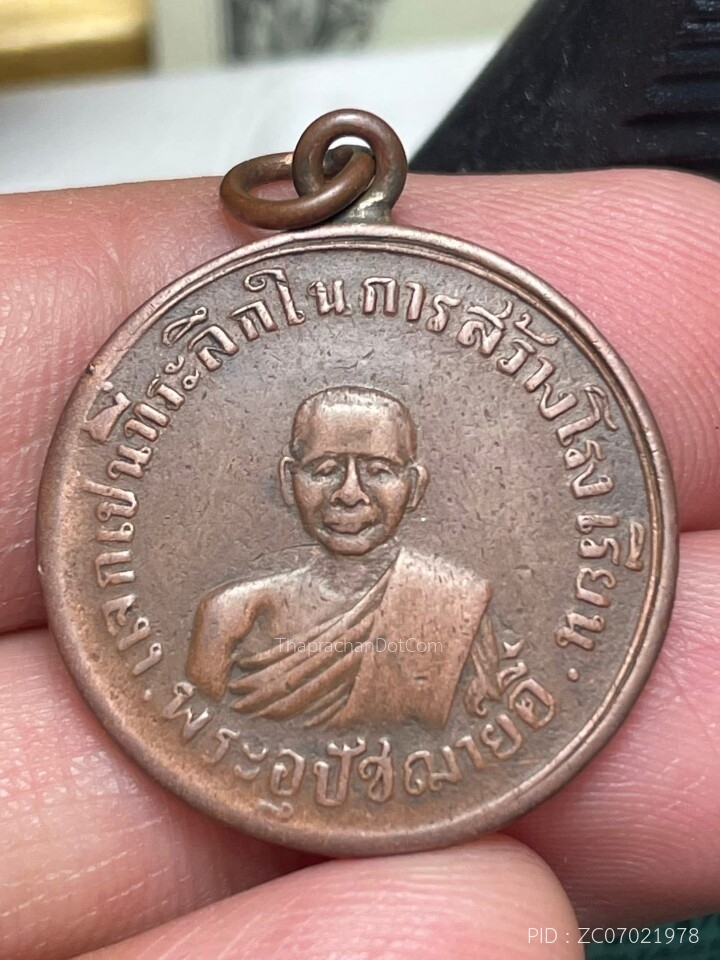 แจกเปนที่ระลึกในการสร้างโรงเรียน
พระอุปัชฌาย์อี๋
ThaprachanDotCom
PID : ZC07021978